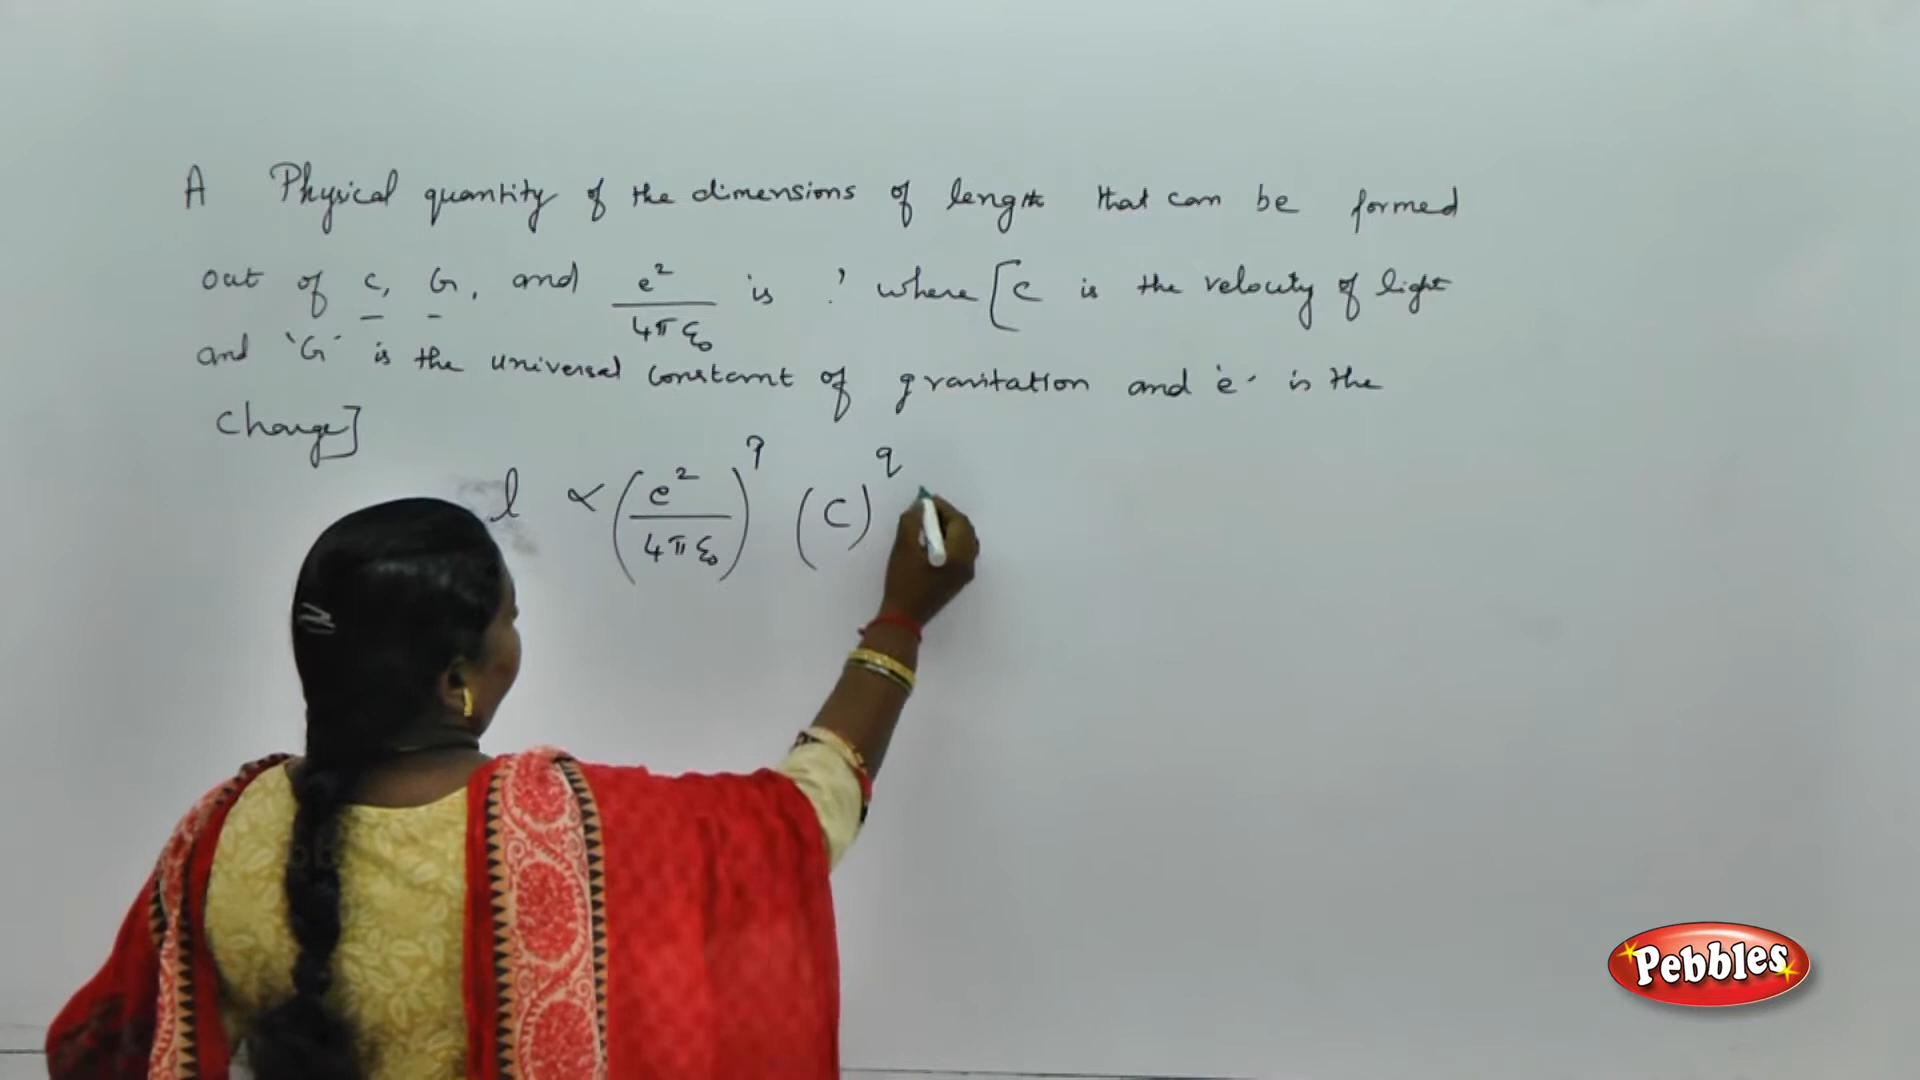 A Physical quantity of the dimensions of length that can be formed
out of c, G, and e²/4πε₀ is ? where [c is the velocity of light
and 'G' is the universal constant of gravitation and 'e' is the
Charge]
l ∝ (e²/4πε₀)^p (C)^q
Pebbles